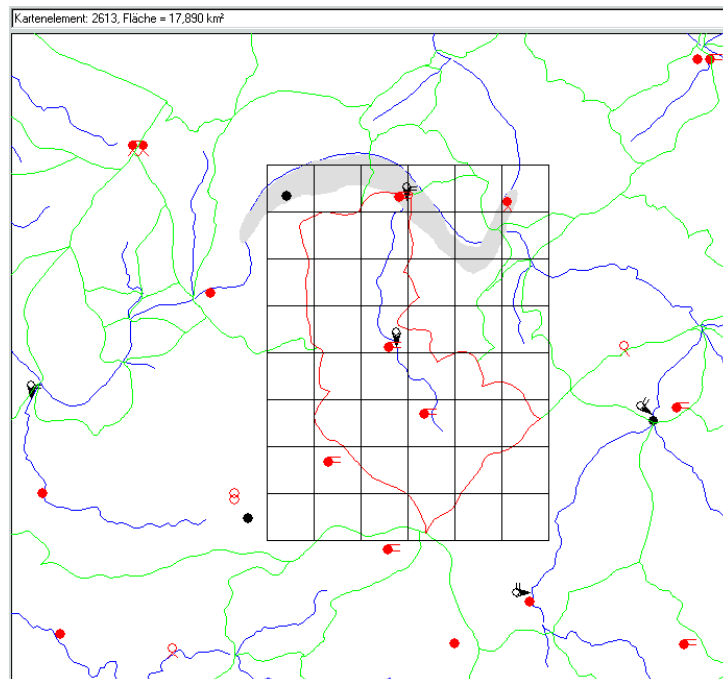 Kartenelement: 2613, Fläche = 17,890 km²